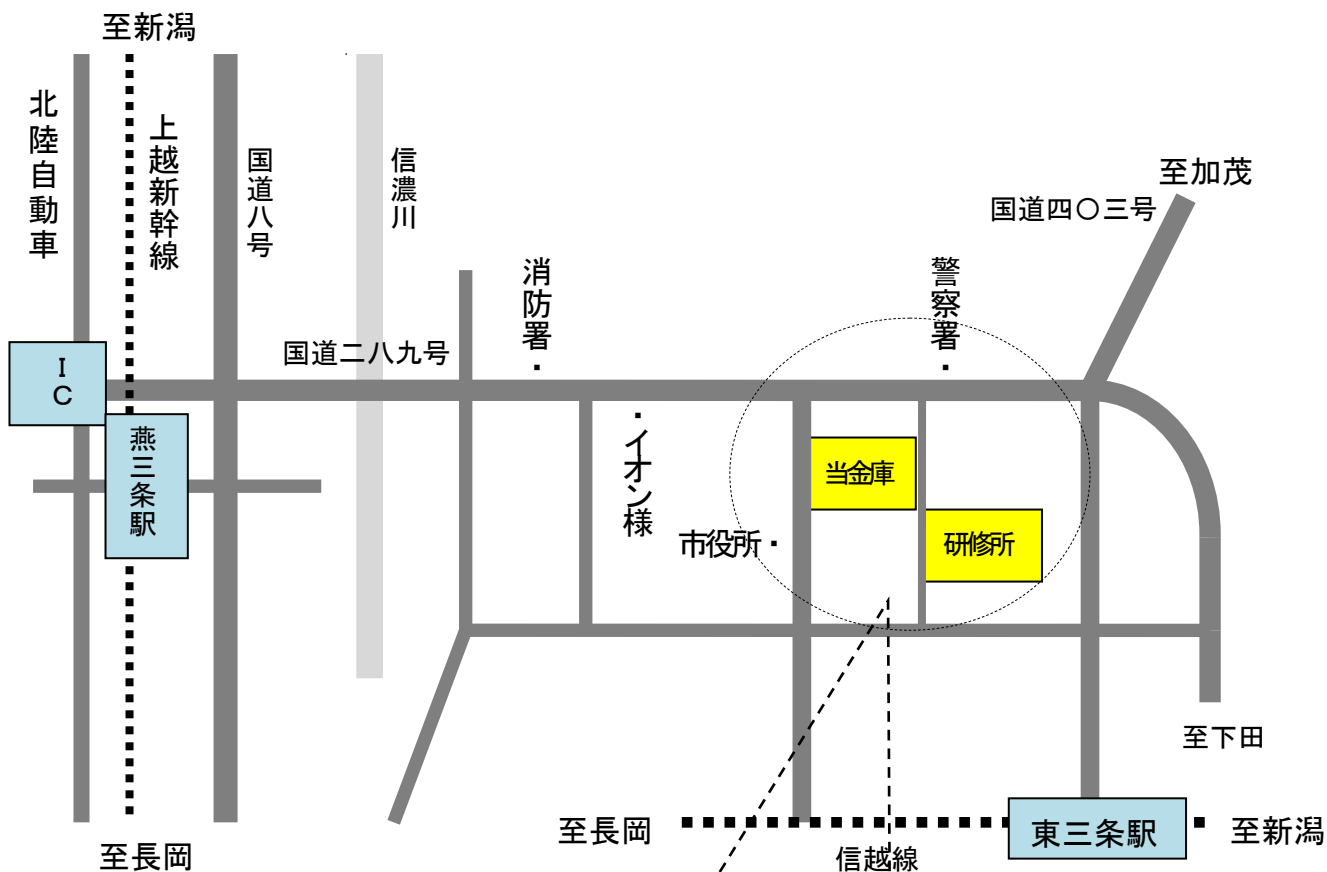 至新潟
北陸自動車
上越新幹線
国道八号
信濃川
至加茂
国道四〇三号
消防署
警察署
国道二八九号
IC
燕三条駅
イオン様
当金庫
市役所
研修所
至下田
至長岡
至長岡
信越線
東三条駅
至新潟